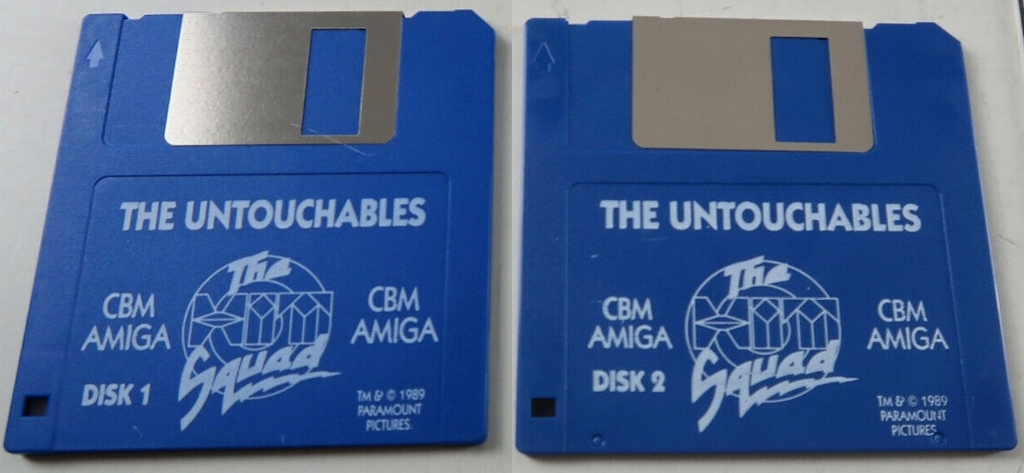 THE UNTOUCHABLES
The
Hit
Squad
CBM
AMIGA
CBM
AMIGA
DISK 1
TM & © 1989
PARAMOUNT
PICTURES.
THE UNTOUCHABLES
The
Hit
Squad
CBM
AMIGA
CBM
AMIGA
DISK 2
TM & © 1989
PARAMOUNT
PICTURES.